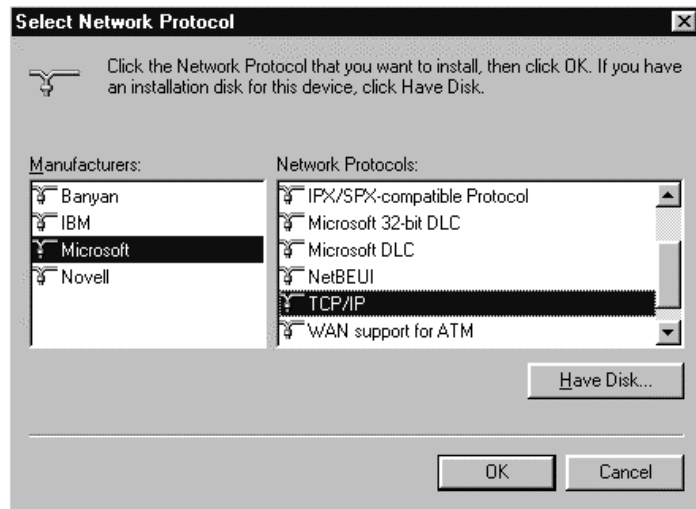 Select Network Protocol
Click the Network Protocol that you want to install, then click OK. If you have
an installation disk for this device, click Have Disk.
Manufacturers:
Banyan
IBM
Microsoft
Novell
Network Protocols:
IPX/SPX-compatible Protocol
Microsoft 32-bit DLC
Microsoft DLC
NetBEUI
TCP/IP
WAN support for ATM
Have Disk...
OK
Cancel